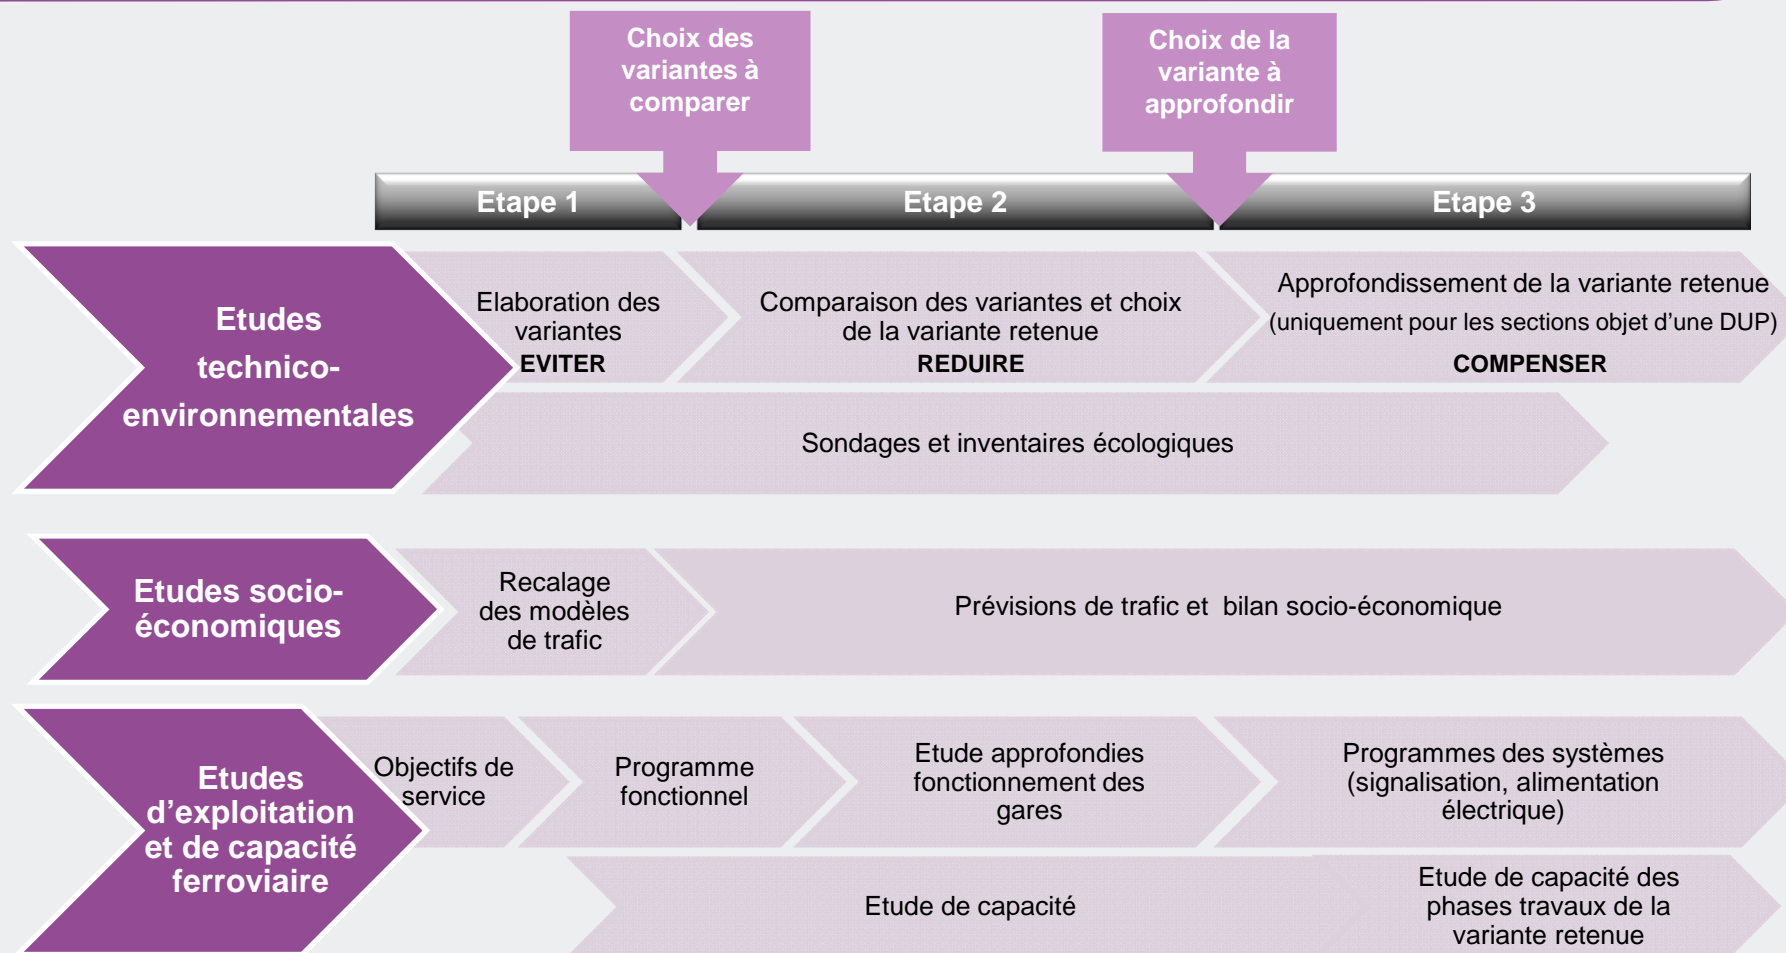 Choix des
variantes à
comparer
Choix de la
variante à
approfondir
Etape 1
Etape 2
Etape 3
Etudes
technico-
environnementales
Elaboration des
variantes
EVITER
Comparaison des variantes et choix
de la variante retenue
REDUIRE
Approfondissement de la variante retenue
(uniquement pour les sections objet d’une DUP)
COMPENSER
Sondages et inventaires écologiques
Etudes socio-
économiques
Recalage
des modèles
de trafic
Prévisions de trafic et bilan socio-économique
Etudes
d’exploitation
et de capacité
ferroviaire
Objectifs de
service
Programme
fonctionnel
Etude approfondies
fonctionnement des
gares
Programmes des systèmes
(signalisation, alimentation
électrique)
Etude de capacité
Etude de capacité des
phases travaux de la
variante retenue